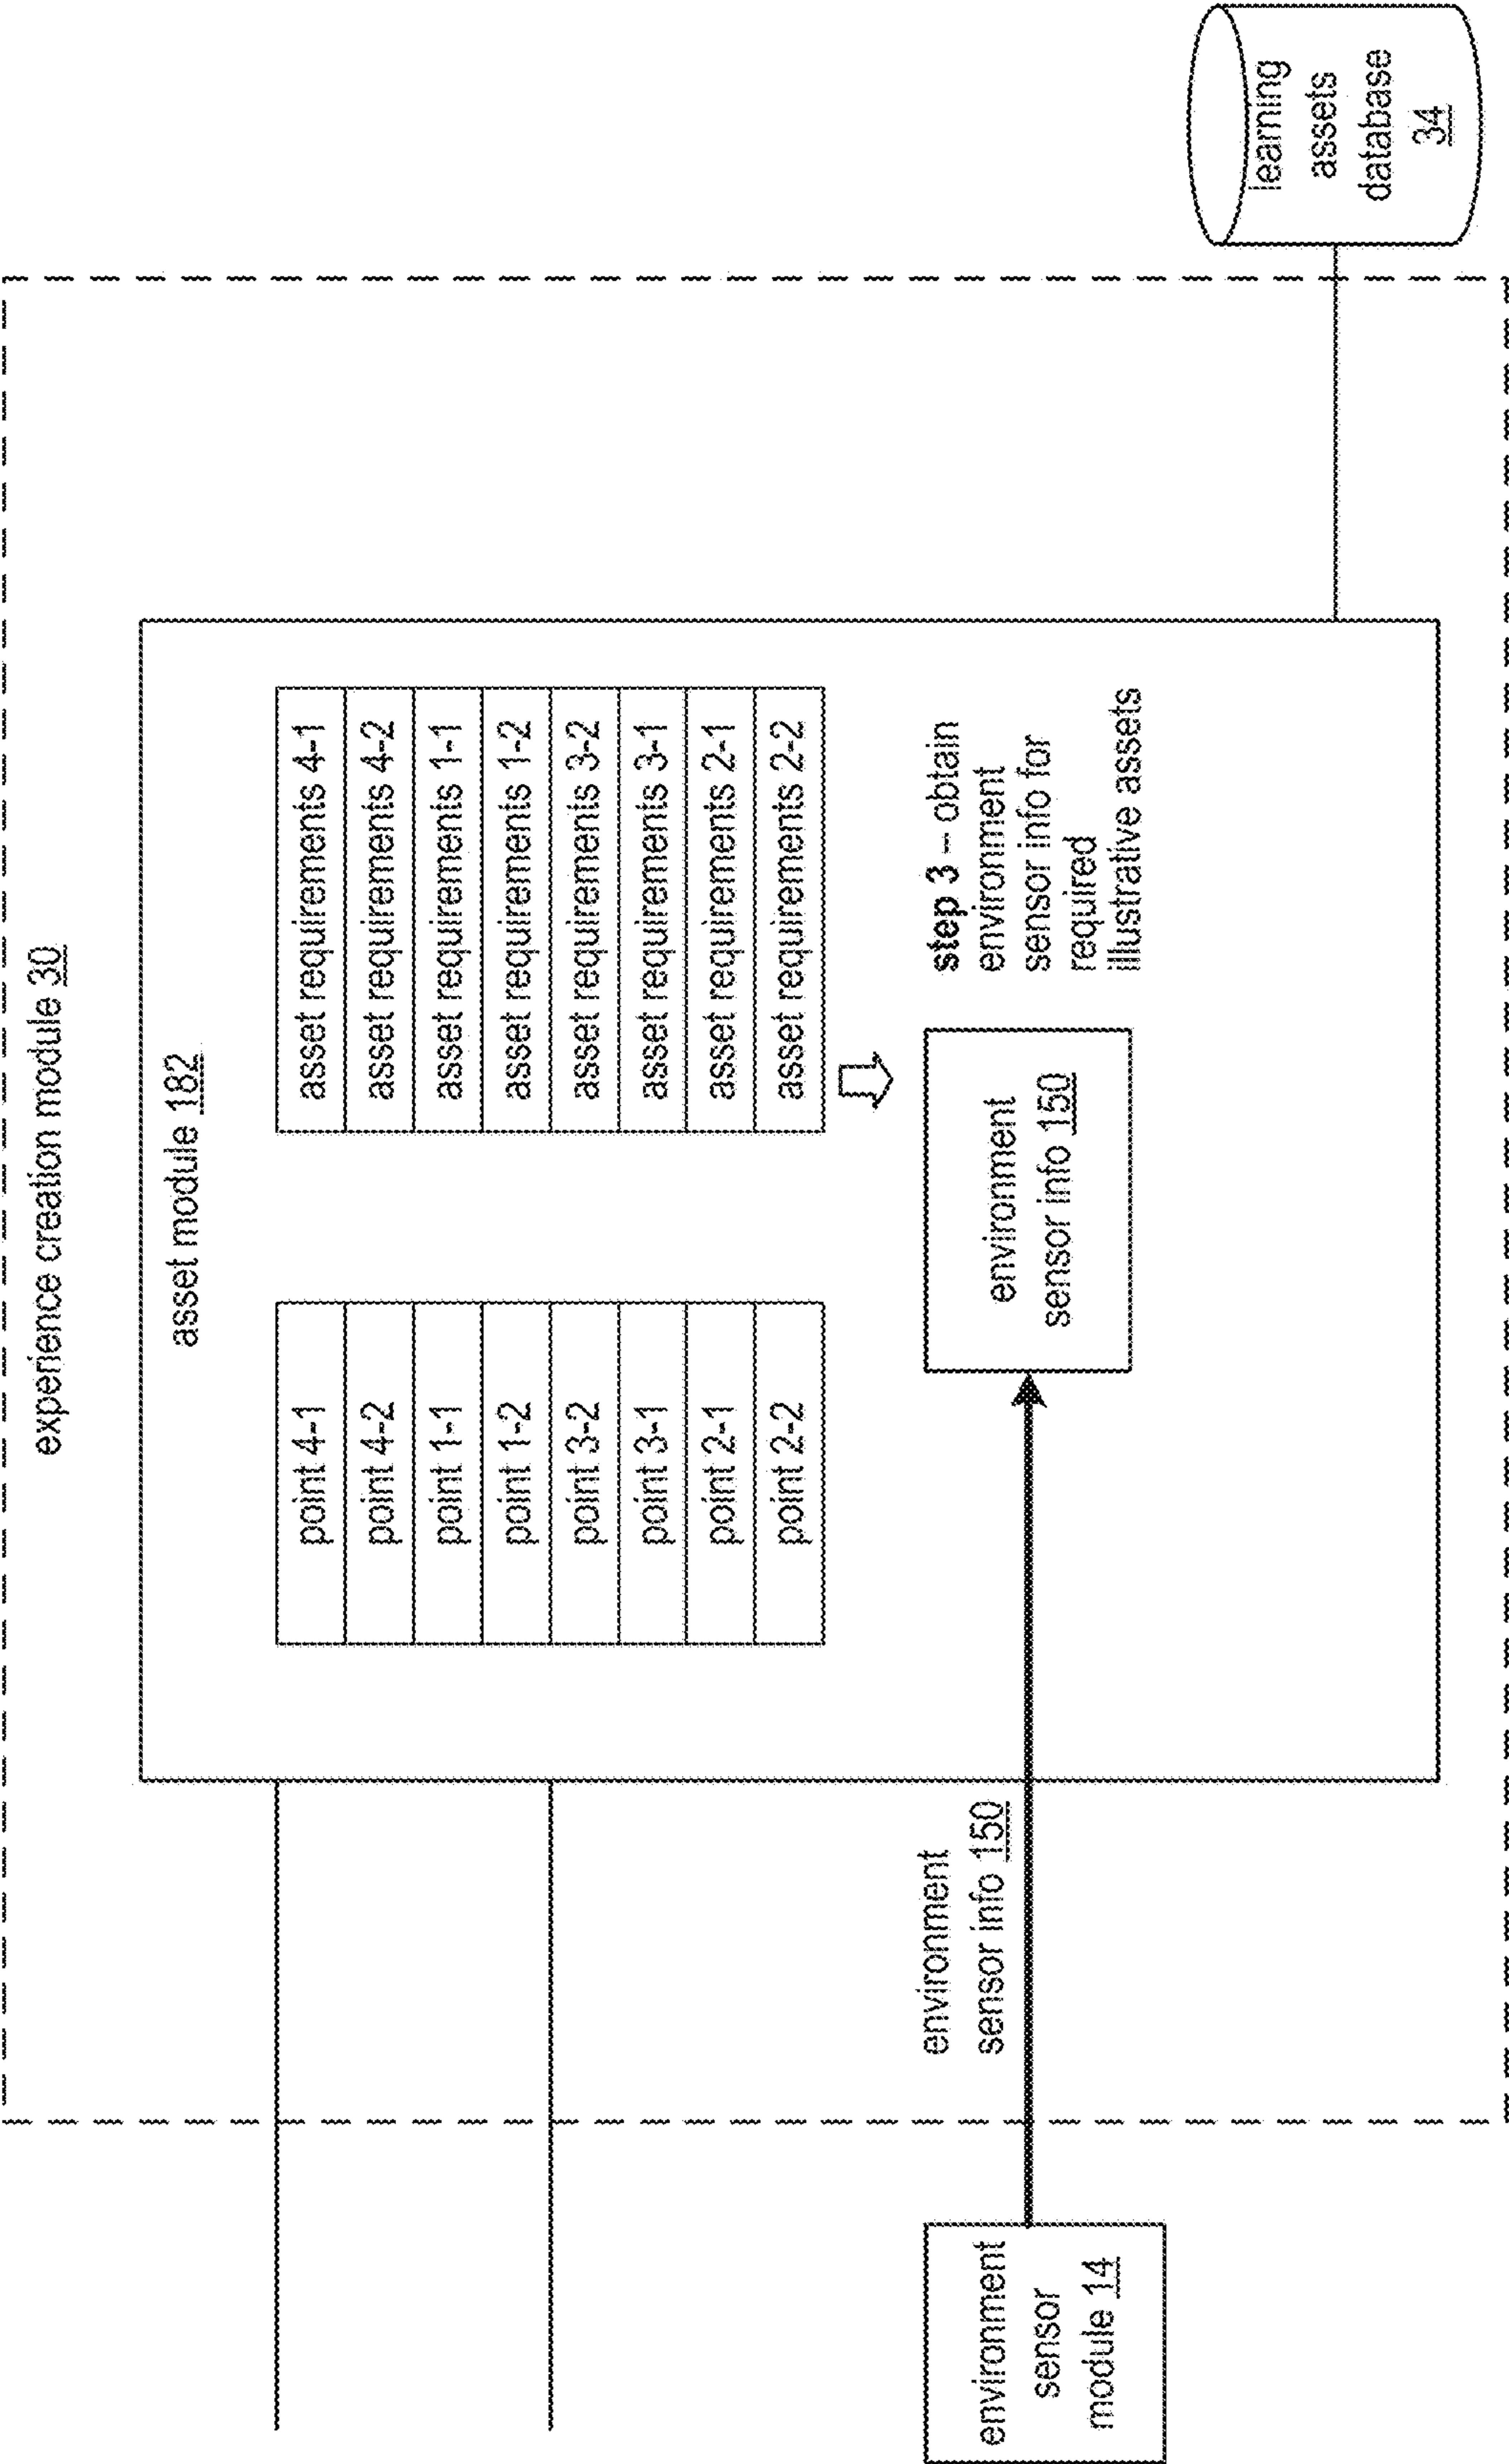 experience creation module 30
asset module 182
point 4-1
point 4-2
point 1-1
point 1-2
point 3-2
point 3-1
point 2-1
point 2-2
asset requirements 4-1
asset requirements 4-2
asset requirements 1-1
asset requirements 1-2
asset requirements 3-2
asset requirements 3-1
asset requirements 2-1
asset requirements 2-2
step 3 – obtain
environment
sensor info for
required
illustrative assets
environment
sensor info 150
environment
sensor info 150
environment
sensor
module 14
learning
assets
database
34